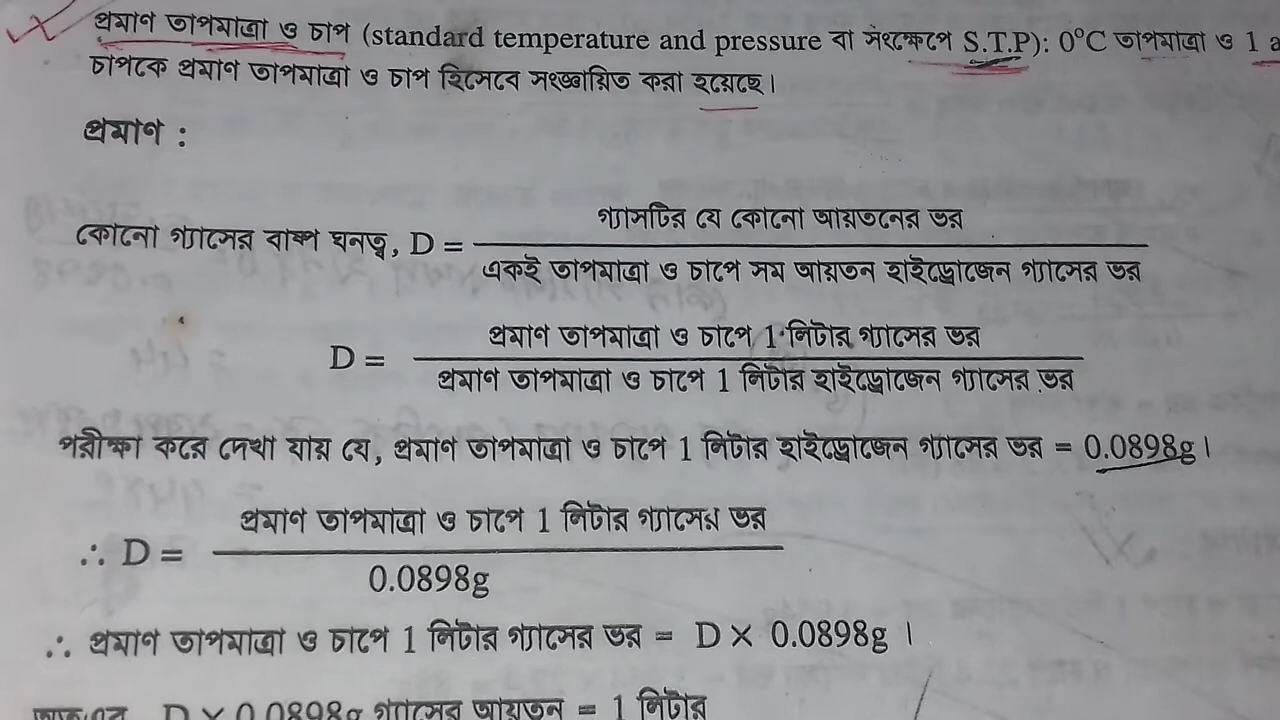 প্রমাণ তাপমাত্রা ও চাপ (standard temperature and pressure বা সংক্ষেপে S.T.P): 0°C তাপমাত্রা ও 1 a
চাপকে প্রমাণ তাপমাত্রা ও চাপ হিসেবে সংজ্ঞায়িত করা হয়েছে।
প্রমাণ :
গ্যাসটির যে কোনো আয়তনের ভর
কোনো গ্যাসের বাষ্প ঘনত্ব, D =
একই তাপমাত্রা ও চাপে সম আয়তন হাইড্রোজেন গ্যাসের ভর
প্রমাণ তাপমাত্রা ও চাপে 1 লিটার গ্যাসের ভর
D =
প্রমাণ তাপমাত্রা ও চাপে 1 লিটার হাইড্রোজেন গ্যাসের ভর
পরীক্ষা করে দেখা যায় যে, প্রমাণ তাপমাত্রা ও চাপে 1 লিটার হাইড্রোজেন গ্যাসের ভর = 0.0898g।
প্রমাণ তাপমাত্রা ও চাপে 1 লিটার গ্যাসের ভর
∴ D =
0.0898g
∴ প্রমাণ তাপমাত্রা ও চাপে 1 লিটার গ্যাসের ভর = D × 0.0898g ।
D × 0.0898g গ্যাসের আয়তন = 1 লিটার